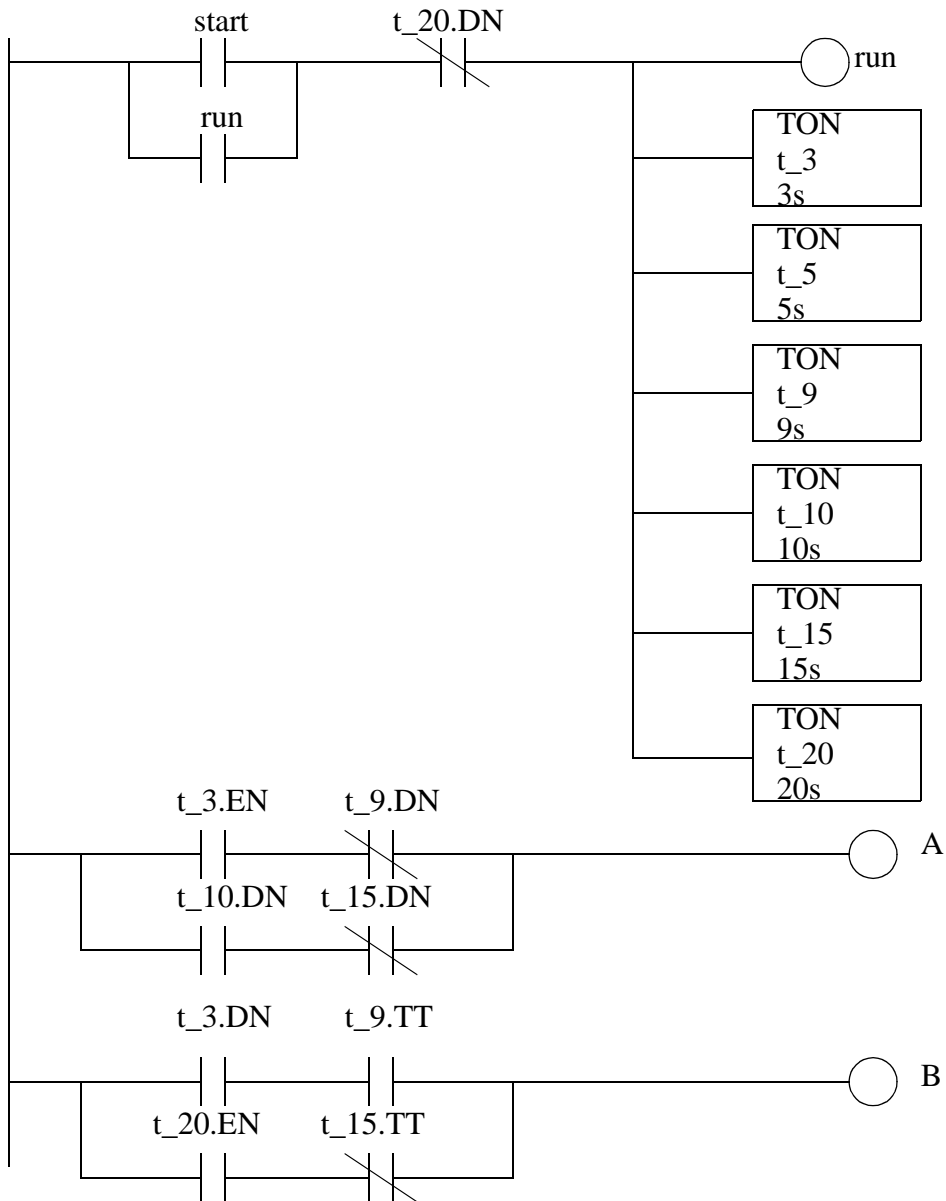 start
t_20.DN
run
run
TON
t_3
3s
TON
t_5
5s
TON
t_9
9s
TON
t_10
10s
TON
t_15
15s
TON
t_20
20s
t_3.EN
t_9.DN
A
t_10.DN
t_15.DN
t_3.DN
t_9.TT
B
t_20.EN
t_15.TT